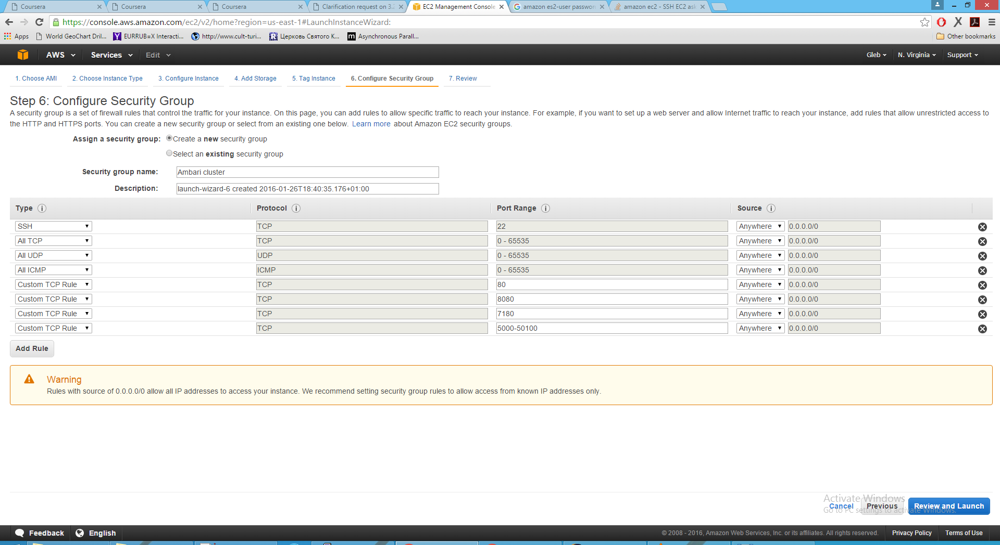 Coursera
Coursera
Coursera
Clarification request on 3.2
EC2 Management Console
amazon es2-user passwor
amazon ec2 - SSH EC2 ask
https://console.aws.amazon.com/ec2/v2/home?region=us-east-1#LaunchInstanceWizard:
Apps
World GeoChart Dril...
EURRUB=X Interacti...
http://www.cult-turi...
Церковь Святого К...
Asynchronous Parall...
Other bookmarks
AWS
Services
Edit
Gleb
N. Virginia
Support
1. Choose AMI
2. Choose Instance Type
3. Configure Instance
4. Add Storage
5. Tag Instance
6. Configure Security Group
7. Review
Step 6: Configure Security Group
A security group is a set of firewall rules that control the traffic for your instance. On this page, you can add rules to allow specific traffic to reach your instance. For example, if you want to set up a web server and allow Internet traffic to reach your instance, add rules that allow unrestricted access to
the HTTP and HTTPS ports. You can create a new security group or select from an existing one below. Learn more about Amazon EC2 security groups.
Assign a security group: Create a new security group
Select an existing security group
Security group name: Ambari cluster
Description: launch-wizard-6 created 2016-01-26T18:40:35.176+01:00
Type i Protocol i Port Range i Source i
SSH TCP 22 Anywhere 0.0.0.0/0
All TCP TCP 0 - 65535 Anywhere 0.0.0.0/0
All UDP UDP 0 - 65535 Anywhere 0.0.0.0/0
All ICMP ICMP 0 - 65535 Anywhere 0.0.0.0/0
Custom TCP Rule TCP 80 Anywhere 0.0.0.0/0
Custom TCP Rule TCP 8080 Anywhere 0.0.0.0/0
Custom TCP Rule TCP 7180 Anywhere 0.0.0.0/0
Custom TCP Rule TCP 5000-50100 Anywhere 0.0.0.0/0
Add Rule
Warning
Rules with source of 0.0.0.0/0 allow all IP addresses to access your instance. We recommend setting security group rules to allow access from known IP addresses only.
Activate Windows
Go to PC settings to activate Windows.
Cancel
Previous
Review and Launch
Feedback
English
© 2008 - 2016, Amazon Web Services, Inc. or its affiliates. All rights reserved.
Privacy Policy
Terms of Use